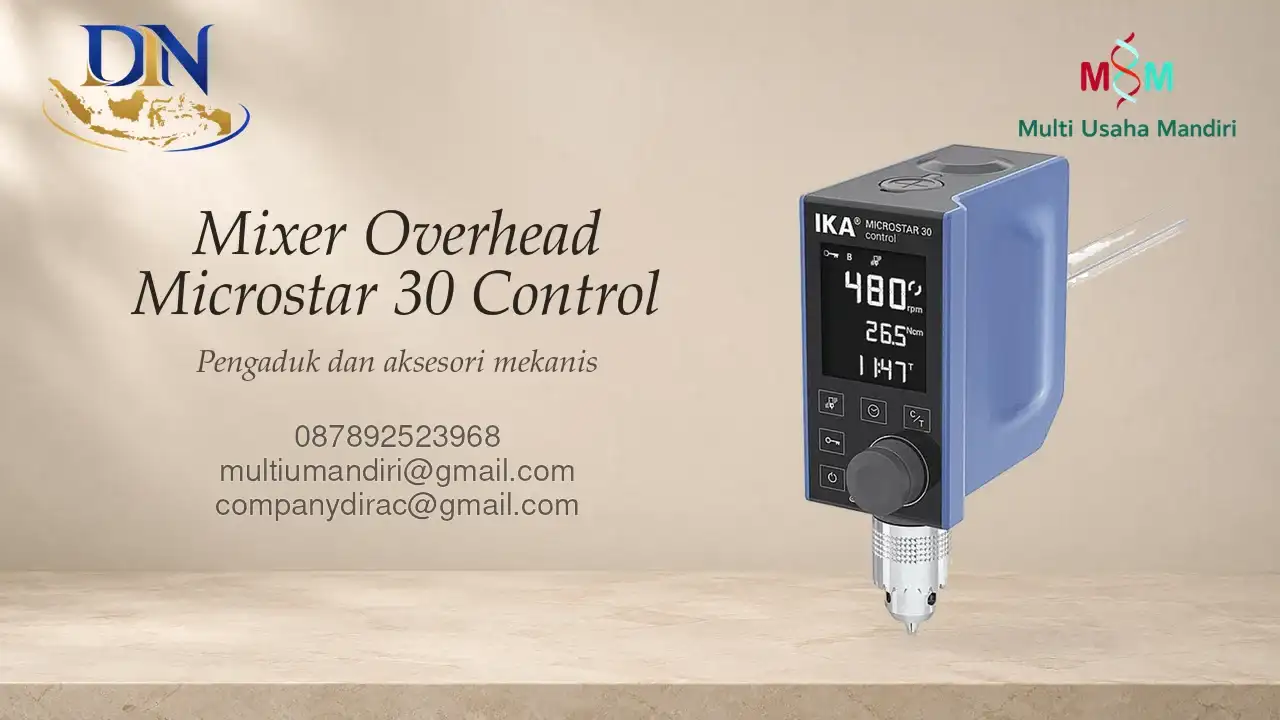 DN
M M
Multi Usaha Mandiri
Mixer Overhead
Microstar 30 Control
Pengaduk dan aksesori mekanis
087892523968
multiumandiri@gmail.com
companydirac@gmail.com
IKA® MICROSTAR 30
control
B
480 rpm
26.5 Ncm
11:47 T
C/T